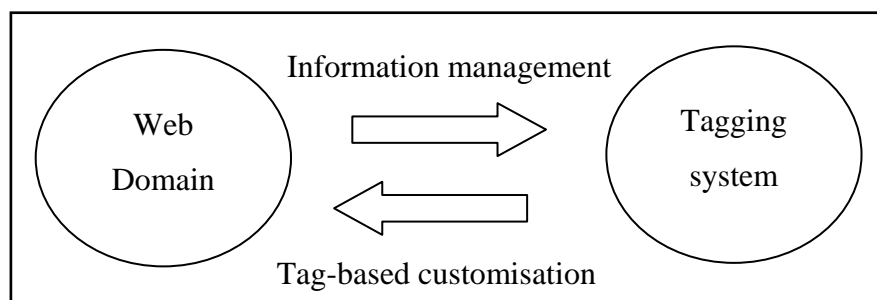 Information management
Web
Domain
Tagging
system
Tag-based customisation